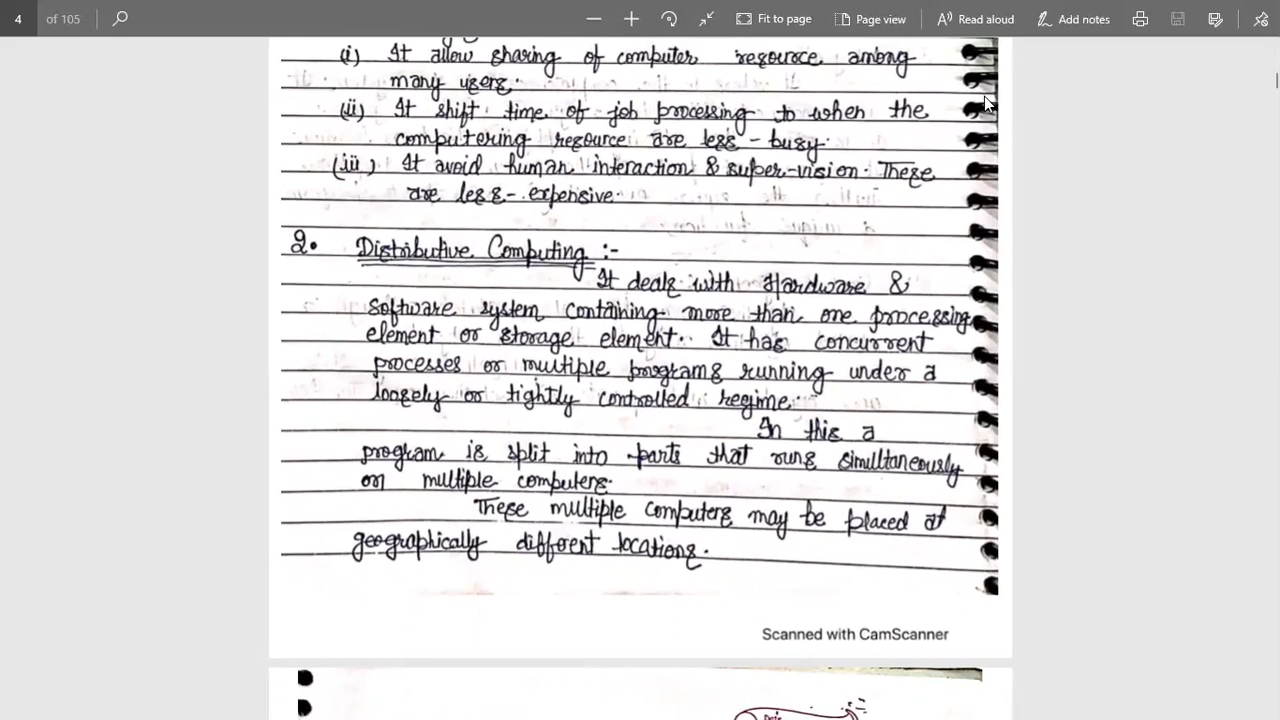 4 of 105 Fit to page Page view Read aloud Add notes
(i) It allow sharing of computer resource among
many users.
(ii) It shift time of job processing to when the
computering resource are less - busy.
(iii) It avoid human interaction & super-vision. These
are less - expensive.
2. Distributive Computing :-
It deals with Hardware &
Software system containing more than one processing
element or storage element. It has concurrent
processes or multiple programs running under a
loosely or tightly controlled regime.
In this a
program is split into parts that runs simultaneously
on multiple computers.
These multiple computers may be placed at
geographically different locations.
Scanned with CamScanner
Date